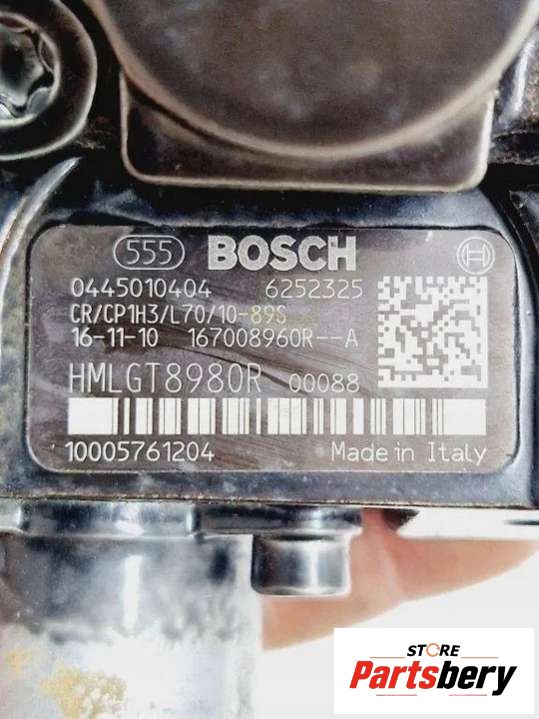 555 BOSCH
0445010404 6252325
CR/CP1H3/L70/10-89S
16-11-10 167008960R--A
HMLGT8980R 00088
10005761204 Made in Italy
STORE
Partsbery